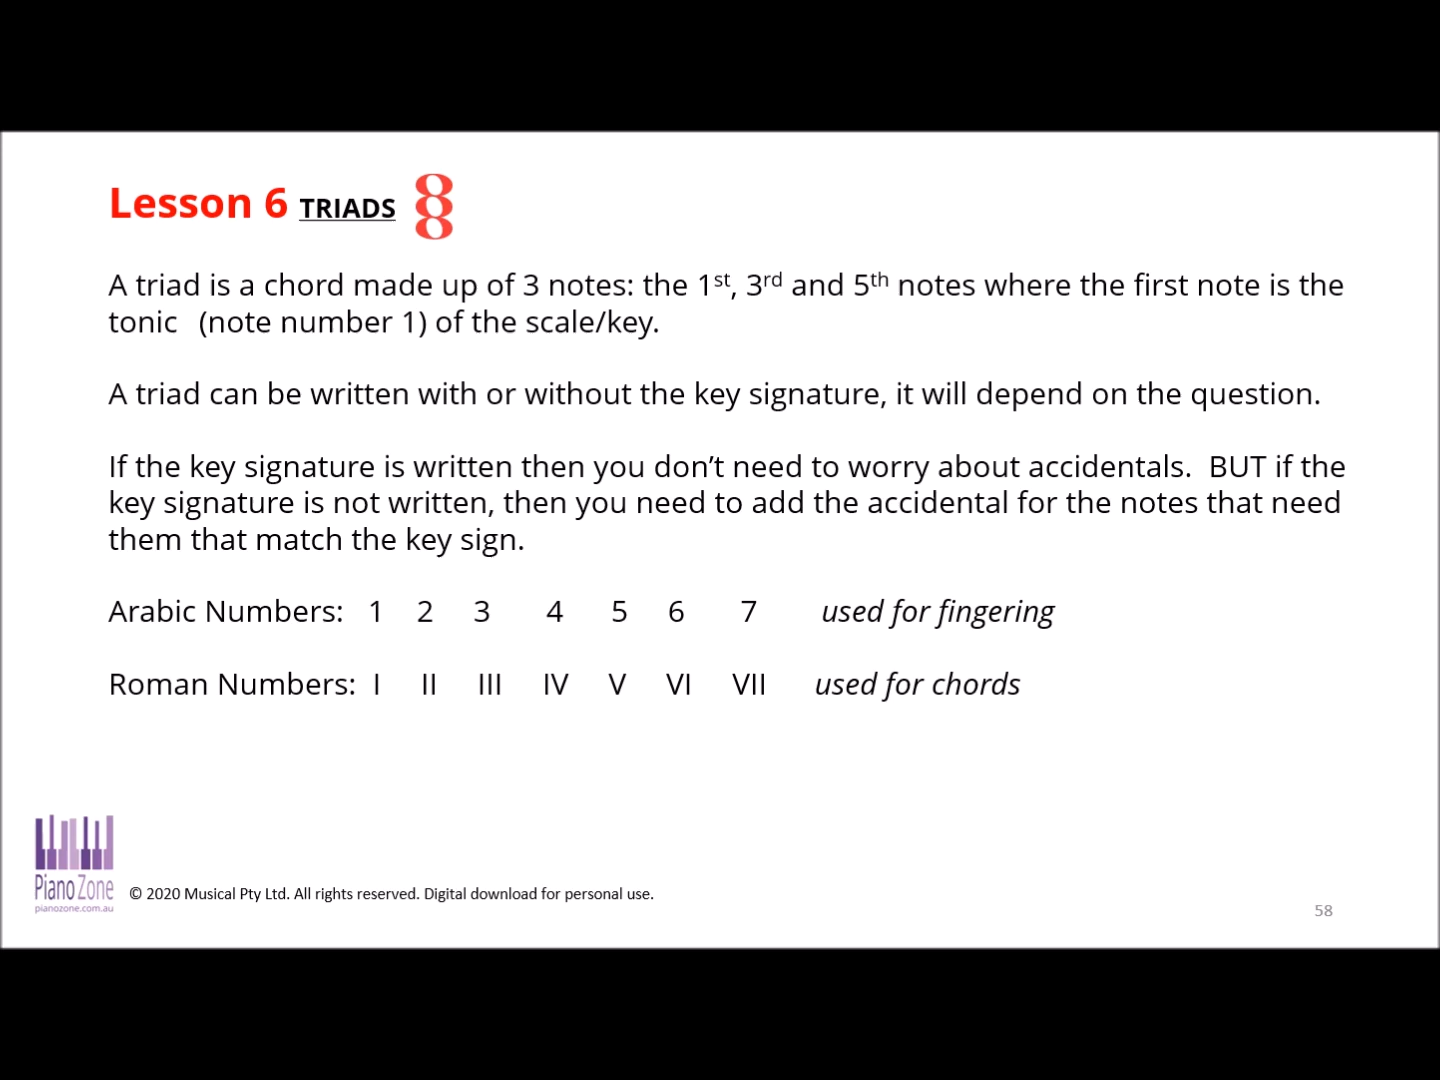 Lesson 6 TRIADS
A triad is a chord made up of 3 notes: the 1st, 3rd and 5th notes where the first note is the
tonic (note number 1) of the scale/key.
A triad can be written with or without the key signature, it will depend on the question.
If the key signature is written then you don’t need to worry about accidentals. BUT if the
key signature is not written, then you need to add the accidental for the notes that need
them that match the key sign.
Arabic Numbers: 1 2 3 4 5 6 7 used for fingering
Roman Numbers: I II III IV V VI VII used for chords
Piano Zone
pianozone.com.au
© 2020 Musical Pty Ltd. All rights reserved. Digital download for personal use.
58